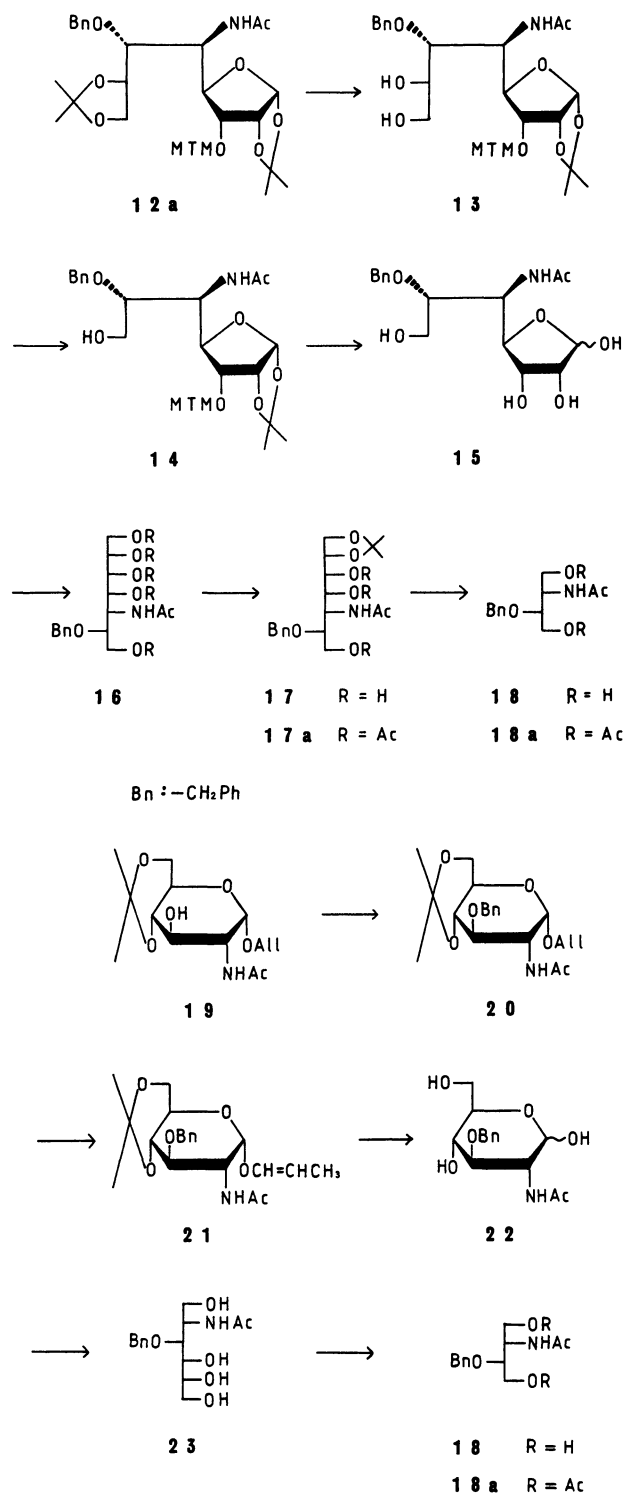 BnO NHAc BnO NHAc
O O O HO O
O O HO O
MTMO O MTMO O
12a 13
BnO NHAc BnO NHAc
HO O HO O OH
O
MTMO O HO OH
14 15
OR O
OR O
OR OR OR
OR OR NHAc
NHAc NHAc BnO
BnO BnO OR
OR OR
16 17 R = H 18 R = H
17a R = Ac 18a R = Ac
Bn : -CH2Ph
O O O O
OH OBn
O OAll O OAll
NHAc NHAc
19 20
O O HO O
OBn OBn OH
O OCH=CHCH3 HO
NHAc NHAc
21 22
OH OR
NHAc NHAc
BnO BnO
OH OR
OH
OH
23 18 R = H
18a R = Ac